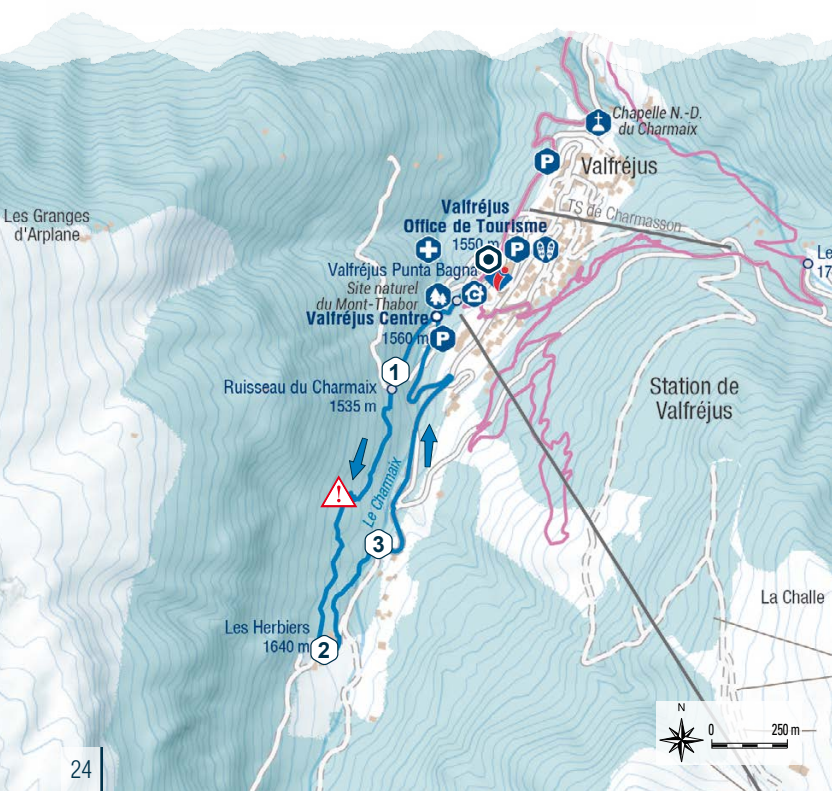 Chapelle N.-D.
du Charmaix
P
Valfréjus
Les Granges
d'Arplane
TS de Charmasson
Valfréjus
Office de Tourisme
1550 m
P
Le
17
Valfréjus Punta Bagna
Site naturel
du Mont-Thabor
Valfréjus Centre
1560 m
P
1
Ruisseau du Charmaix
1535 m
Station de
Valfréjus
!
Le Charmaix
3
La Challe
Les Herbiers
1640 m
2
N
0
250 m
24